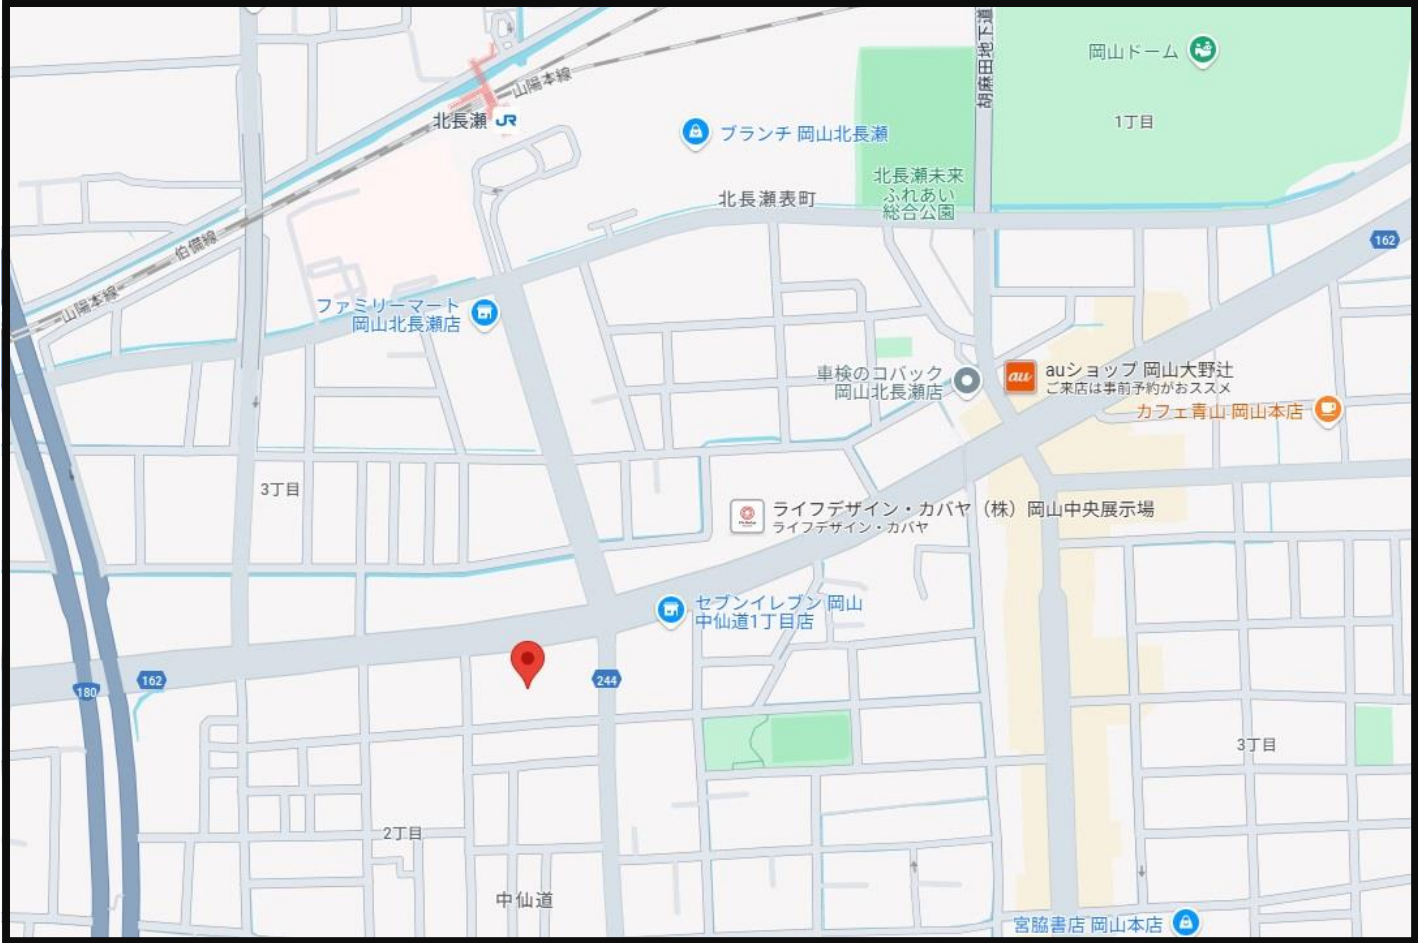 胡麻田地下道
岡山ドーム
1丁目
山陽本線
北長瀬 JR
ブランチ 岡山北長瀬
北長瀬未来
ふれあい
総合公園
北長瀬表町
162
伯備線
山陽本線
ファミリーマート
岡山北長瀬店
車検のコバック
岡山北長瀬店
au
auショップ 岡山大野辻
ご来店は事前予約がおススメ
カフェ青山 岡山本店
3丁目
ライフデザイン・カバヤ（株）岡山中央展示場
ライフデザイン・カバヤ
セブンイレブン 岡山
中仙道1丁目店
180
162
244
3丁目
2丁目
中仙道
宮脇書店 岡山本店